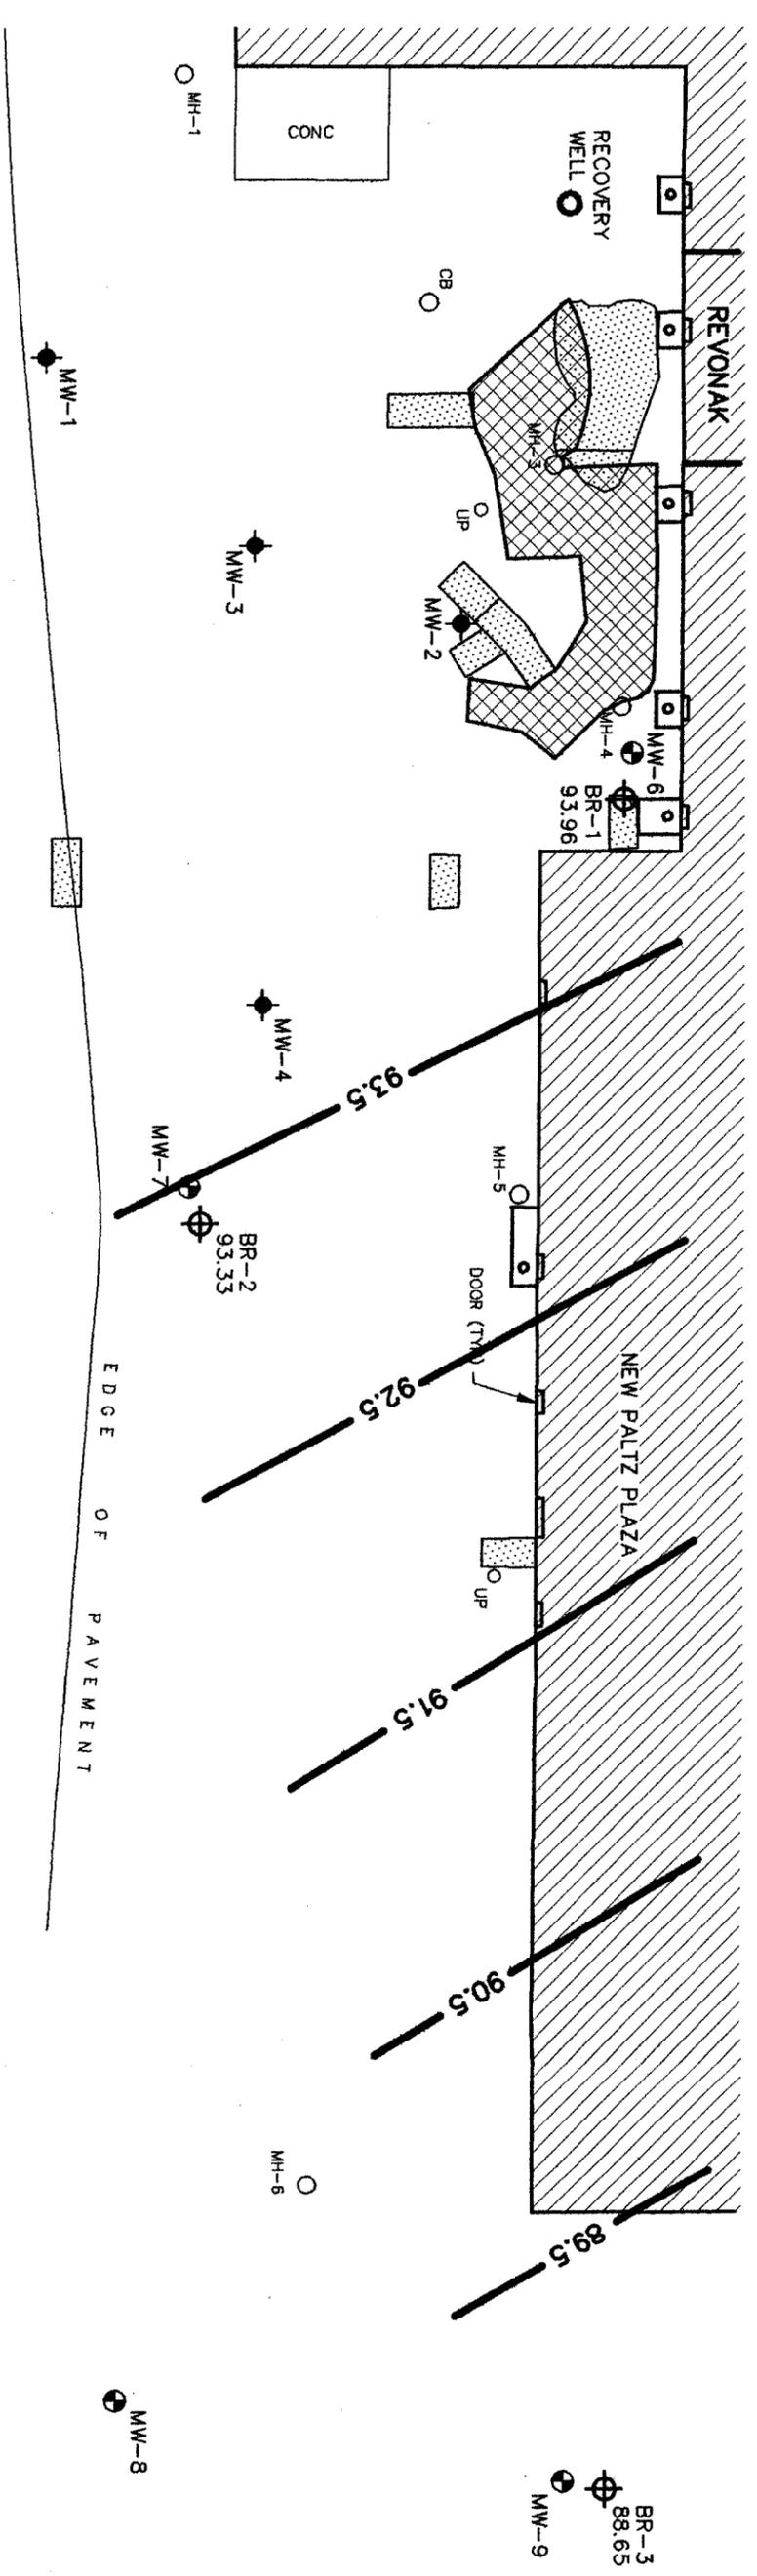 MH-1
CONC
RECOVERY
WELL
CB
REVONAK
MW-1
MH-3
UP
MW-3
MW-2
MH-4
MW-6
BR-1
93.96
MW-4
93.5
MW-7
BR-2
93.33
MH-5
DOOR (TYP)
92.5
NEW PALTZ PLAZA
EDGE OF PAVEMENT
UP
91.5
90.5
MH-6
89.5
MW-8
MW-9
BR-3
88.65